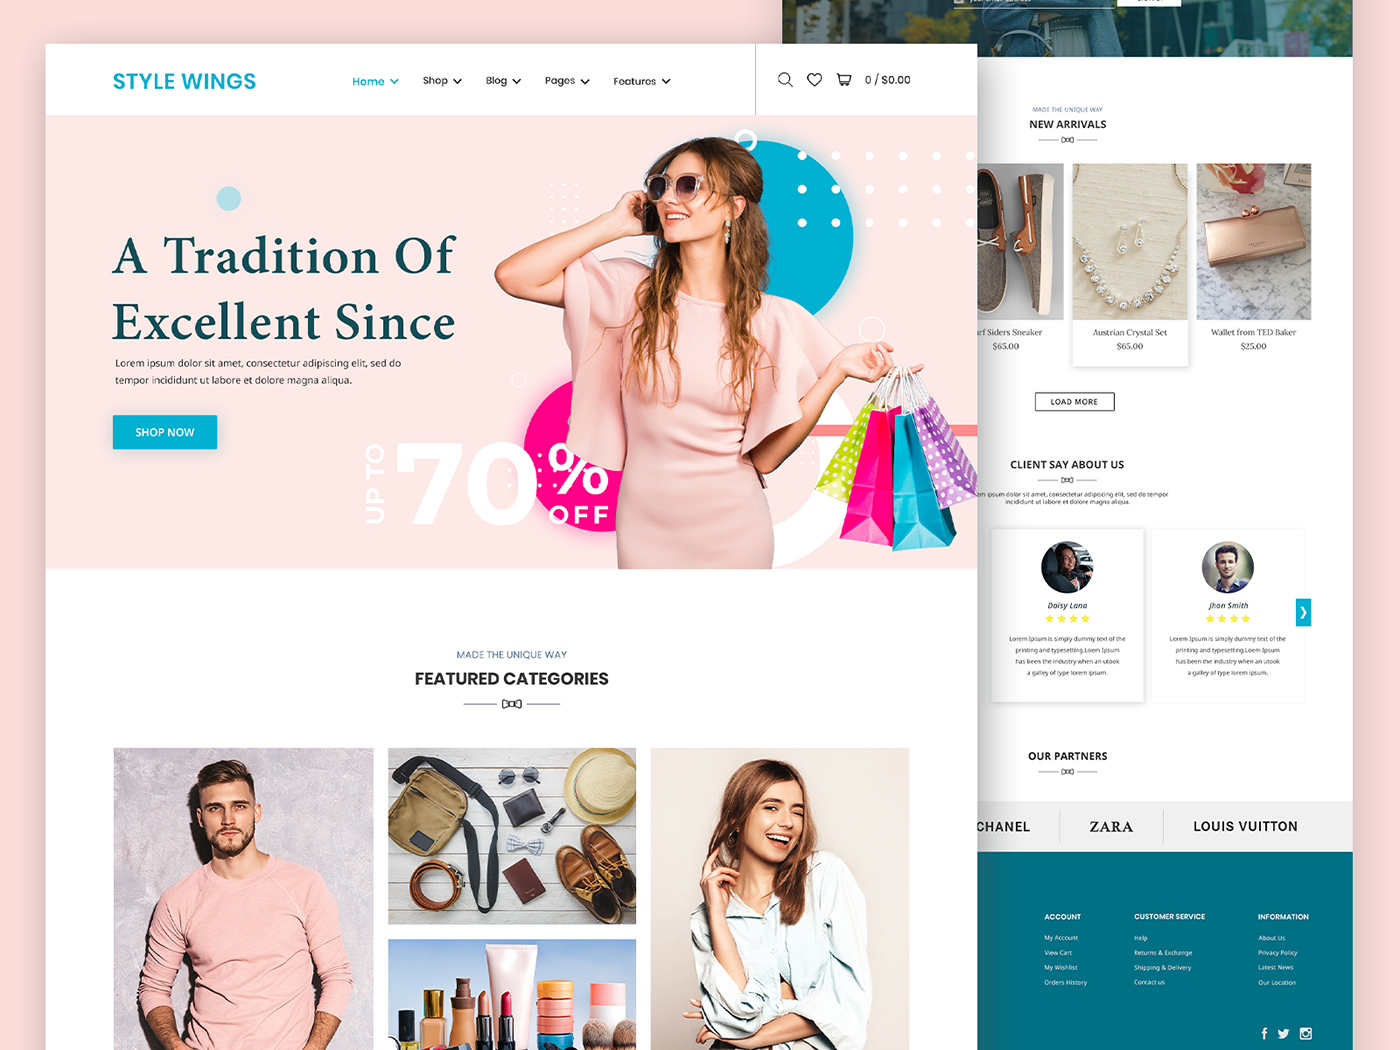 STYLE WINGS
Home
Shop
Blog
Pages
Features
0 / $0.00
A Tradition Of
Excellent Since
Lorem ipsum dolor sit amet, consectetur adipiscing elit, sed do
tempor incididunt ut labore et dolore magna aliqua.
SHOP NOW
UP TO
70%
OFF
MADE THE UNIQUE WAY
FEATURED CATEGORIES
MADE THE UNIQUE WAY
NEW ARRIVALS
Siders Sneaker
$65.00
Austrian Crystal Set
$65.00
Wallet from TED Baker
$25.00
LOAD MORE
CLIENT SAY ABOUT US
ipsum dolor sit amet, consectetur adipiscing elit, sed do tempor
incididunt ut labore et dolore magna aliqua.
Daisy Lana
Lorem Ipsum is simply dummy text of the
printing and typesetting.Lorem Ipsum
has been the industry when an utook
a galley of type lorem ipsum.
Jhon Smith
Lorem Ipsum is simply dummy text of the
printing and typesetting.Lorem Ipsum
has been the industry when an utook
a galley of type lorem ipsum.
OUR PARTNERS
CHANEL
ZARA
LOUIS VUITTON
ACCOUNT
My Account
View Cart
My Wishlist
Orders History
CUSTOMER SERVICE
Help
Returns & Exchange
Shipping & Delivery
Contact us
INFORMATION
About Us
Privacy Policy
Latest News
Our Location